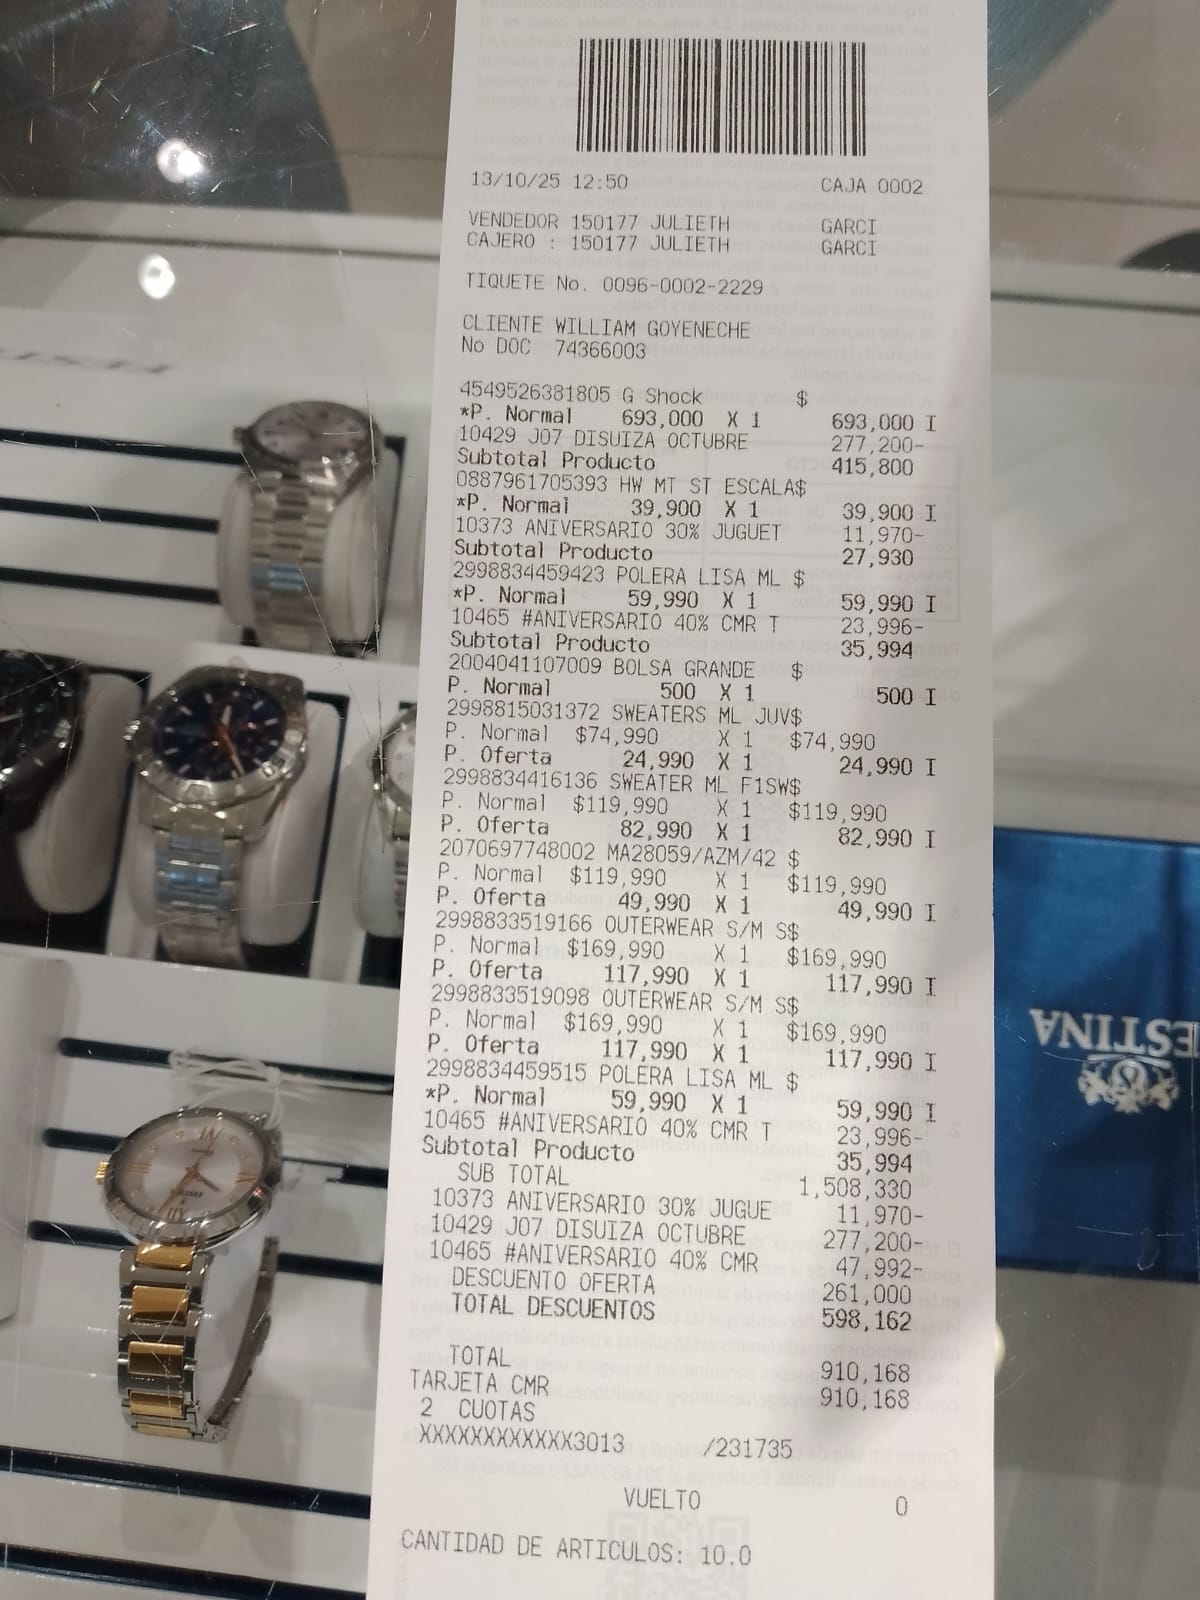 13/10/25 12:50 CAJA 0002
VENDEDOR 150177 JULIETH GARCI
CAJERO : 150177 JULIETH GARCI
TIQUETE No. 0096-0002-2229
CLIENTE WILLIAM GOYENECHE
No DOC 74366003
4549526381805 G Shock $
*P. Normal 693,000 X 1 693,000 I
10429 J07 DISUIZA OCTUBRE 277,200-
Subtotal Producto 415,800
0887961705393 HW MT ST ESCALA$
*P. Normal 39,900 X 1 39,900 I
10373 ANIVERSARIO 30% JUGUET 11,970-
Subtotal Producto 27,930
2998834459423 POLERA LISA ML $
*P. Normal 59,990 X 1 59,990 I
10465 #ANIVERSARIO 40% CMR T 23,996-
Subtotal Producto 35,994
2004041107009 BOLSA GRANDE $
P. Normal 500 X 1 500 I
2998815031372 SWEATERS ML JUV$
P. Normal $74,990 X 1 $74,990
P. Oferta 24,990 X 1 24,990 I
2998834416136 SWEATER ML F1SW$
P. Normal $119,990 X 1 $119,990
P. Oferta 82,990 X 1 82,990 I
2070697748002 MA28059/AZM/42 $
P. Normal $119,990 X 1 $119,990
P. Oferta 49,990 X 1 49,990 I
2998833519166 OUTERWEAR S/M S$
P. Normal $169,990 X 1 $169,990
P. Oferta 117,990 X 1 117,990 I
2998833519098 OUTERWEAR S/M S$
P. Normal $169,990 X 1 $169,990
P. Oferta 117,990 X 1 117,990 I
2998834459515 POLERA LISA ML $
*P. Normal 59,990 X 1 59,990 I
10465 #ANIVERSARIO 40% CMR T 23,996-
Subtotal Producto 35,994
SUB TOTAL 1,508,330
10373 ANIVERSARIO 30% JUGUE 11,970-
10429 J07 DISUIZA OCTUBRE 277,200-
10465 #ANIVERSARIO 40% CMR 47,992-
DESCUENTO OFERTA 261,000
TOTAL DESCUENTOS 598,162
TOTAL 910,168
TARJETA CMR 910,168
2 CUOTAS
XXXXXXXXXXXX3013 /231735
VUELTO 0
CANTIDAD DE ARTICULOS: 10.0
ESTINA